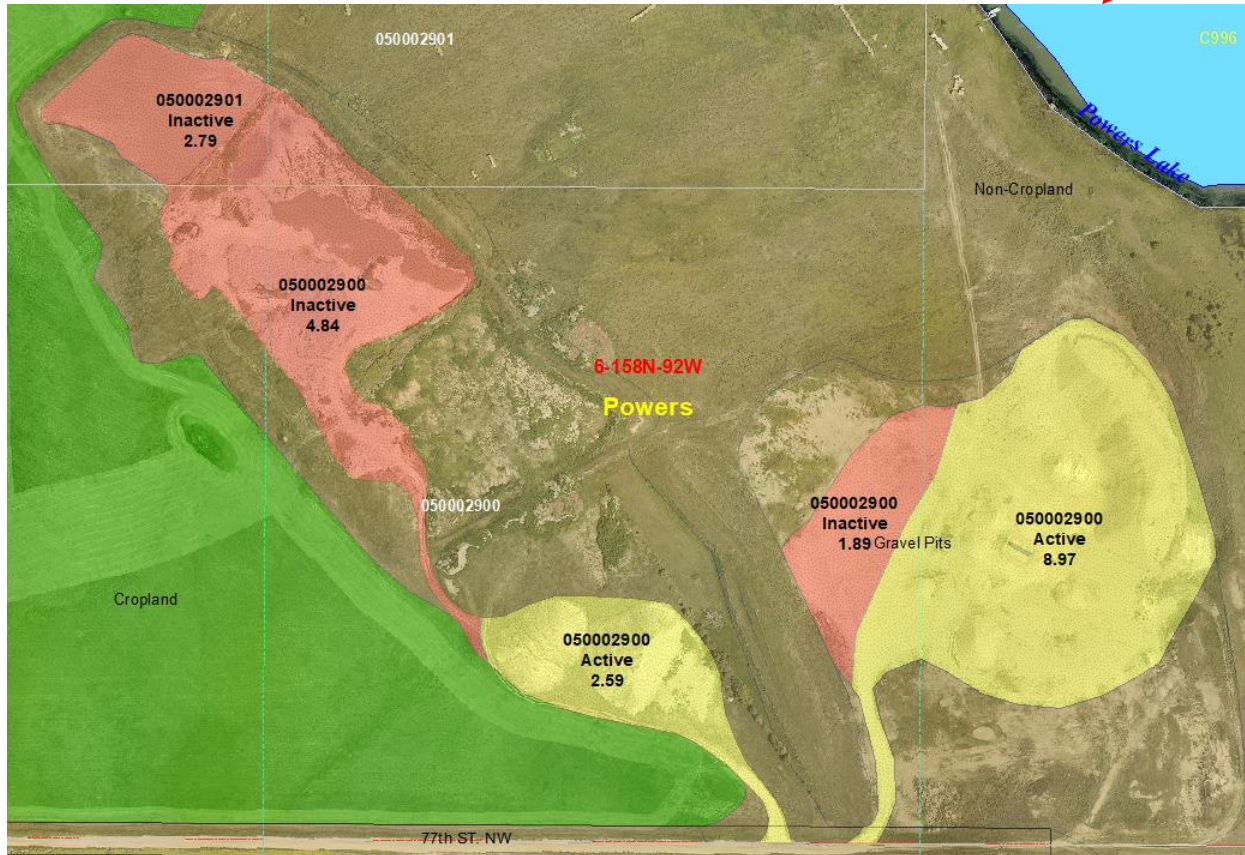 050002901
C996
050002901
Inactive
2.79
Powers Lake
Non-Cropland
050002900
Inactive
4.84
6-158N-92W
Powers
050002900
050002900
Inactive
1.89
Gravel Pits
050002900
Active
8.97
Cropland
050002900
Active
2.59
77th ST. NW